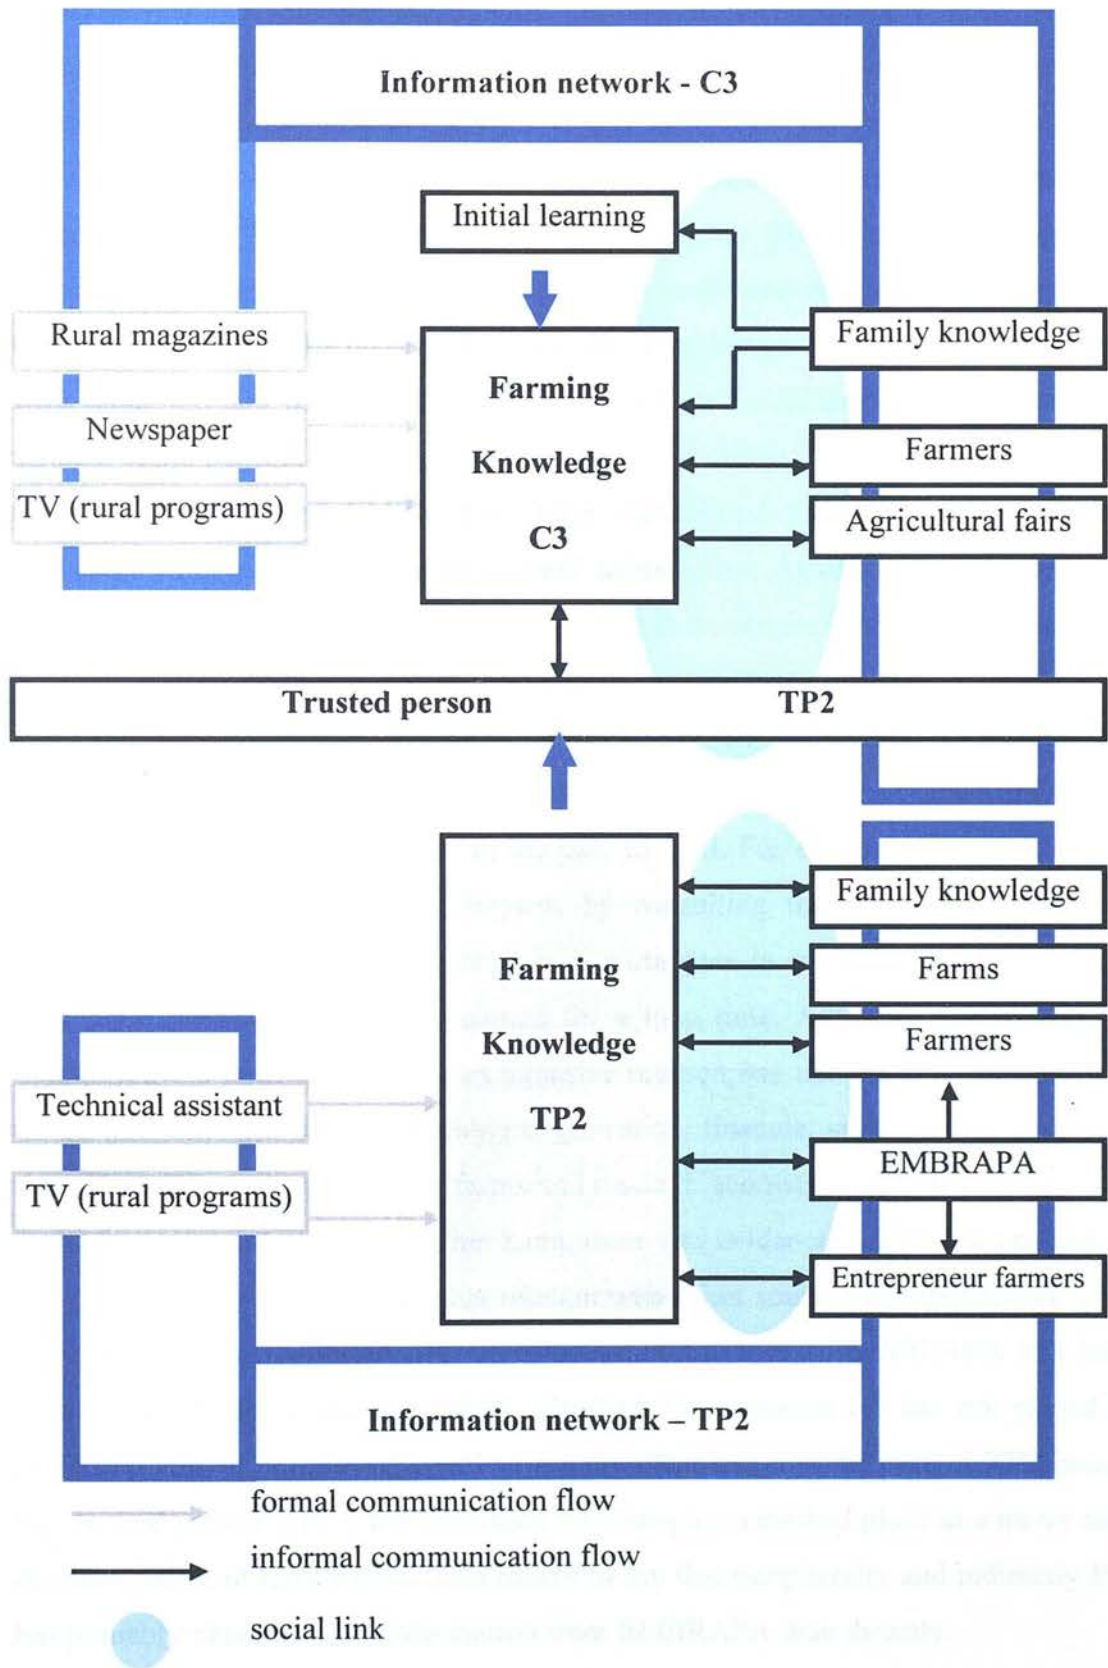 Information network - C3
Initial learning
Rural magazines
Family knowledge
Farming
Newspaper
Knowledge
Farmers
TV (rural programs)
C3
Agricultural fairs
Trusted person TP2
Family knowledge
Farming
Farms
Knowledge
Farmers
Technical assistant
TP2
EMBRAPA
TV (rural programs)
Entrepreneur farmers
Information network – TP2
formal communication flow
informal communication flow
social link